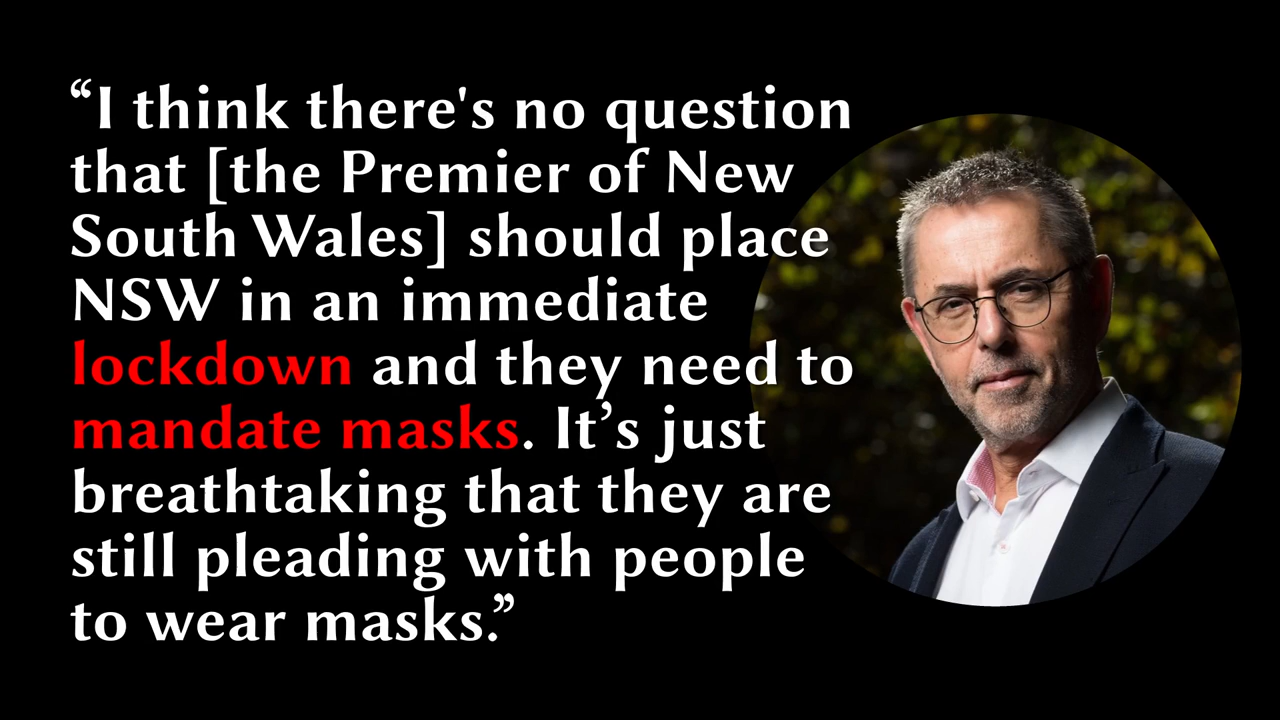 “I think there's no question
that [the Premier of New
South Wales] should place
NSW in an immediate
lockdown and they need to
mandate masks. It’s just
breathtaking that they are
still pleading with people
to wear masks.”